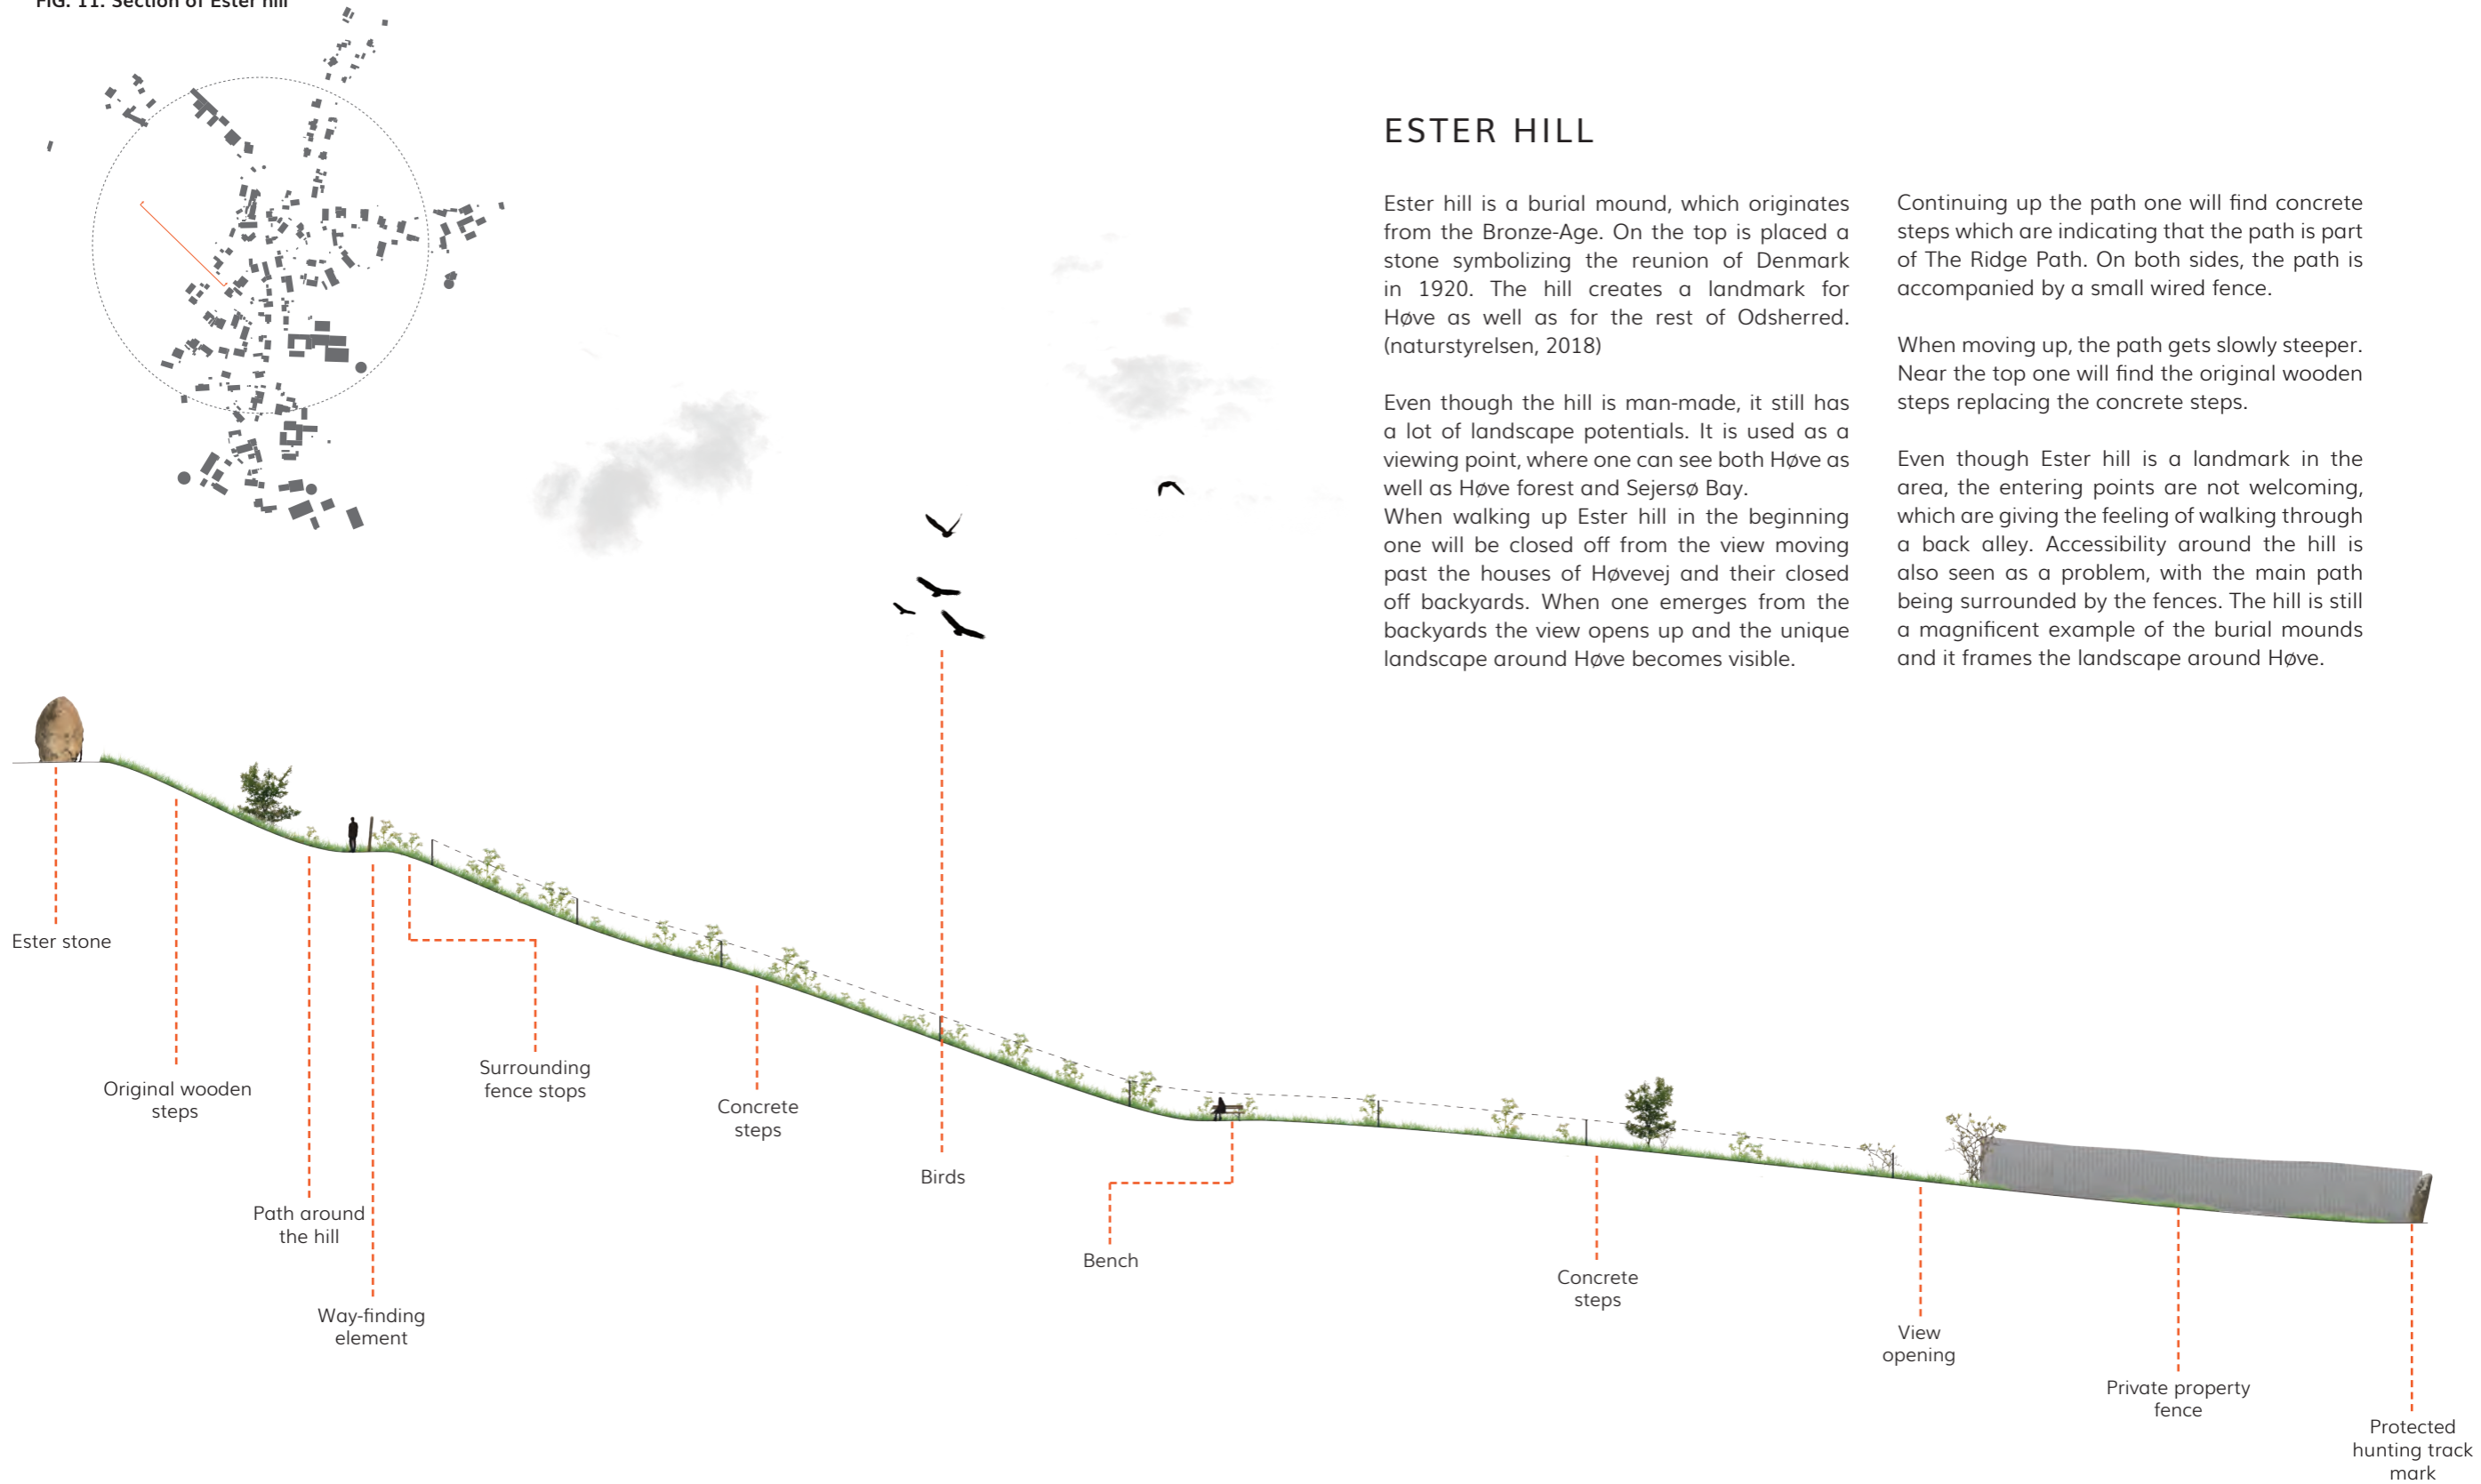 FIG. 11: Section of Ester hill
ESTER HILL
Ester hill is a burial mound, which originates
from the Bronze-Age. On the top is placed a
stone symbolizing the reunion of Denmark
in 1920. The hill creates a landmark for
Høve as well as for the rest of Odsherred.
(naturstyrelsen, 2018)
Even though the hill is man-made, it still has
a lot of landscape potentials. It is used as a
viewing point, where one can see both Høve as
well as Høve forest and Sejersø Bay.
When walking up Ester hill in the beginning
one will be closed off from the view moving
past the houses of Høvevej and their closed
off backyards. When one emerges from the
backyards the view opens up and the unique
landscape around Høve becomes visible.
Continuing up the path one will find concrete
steps which are indicating that the path is part
of The Ridge Path. On both sides, the path is
accompanied by a small wired fence.
When moving up, the path gets slowly steeper.
Near the top one will find the original wooden
steps replacing the concrete steps.
Even though Ester hill is a landmark in the
area, the entering points are not welcoming,
which are giving the feeling of walking through
a back alley. Accessibility around the hill is
also seen as a problem, with the main path
being surrounded by the fences. The hill is still
a magnificent example of the burial mounds
and it frames the landscape around Høve.
Ester stone
Original wooden
steps
Path around
the hill
Way-finding
element
Surrounding
fence stops
Concrete
steps
Birds
Bench
Concrete
steps
View
opening
Private property
fence
Protected
hunting track
mark